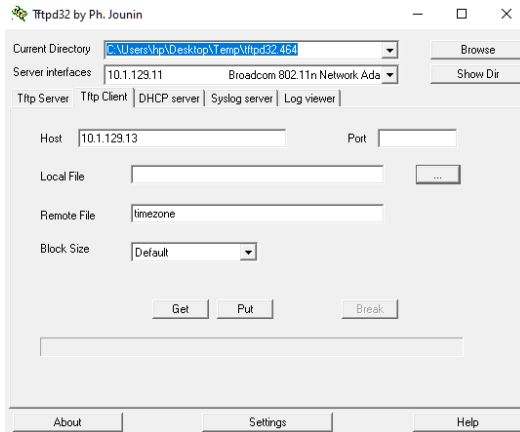 Tftpd32 by Ph. Jounin
Current Directory C:\Users\hp\Desktop\Temp\tftpd32.464 Browse
Server interfaces 10.1.129.11 Broadcom 802.11n Network Ada Show Dir
Tftp Server Tftp Client DHCP server Syslog server Log viewer
Host 10.1.129.13 Port
Local File ...
Remote File timezone
Block Size Default
Get Put Break
About Settings Help